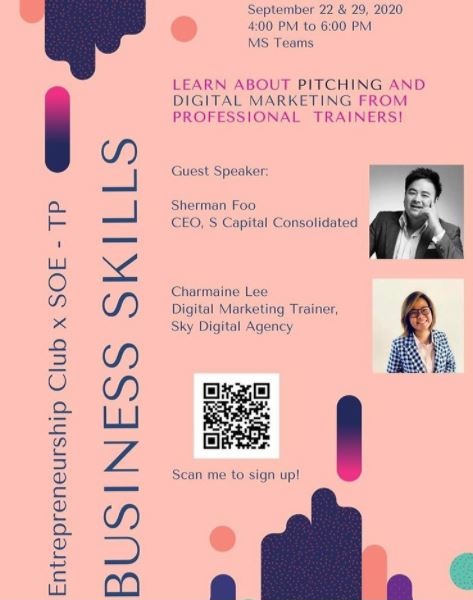 September 22 & 29, 2020
4:00 PM to 6:00 PM
MS Teams
LEARN ABOUT PITCHING AND
DIGITAL MARKETING FROM
PROFESSIONAL TRAINERS!
Guest Speaker:
Sherman Foo
CEO, S Capital Consolidated
Charmaine Lee
Digital Marketing Trainer,
Sky Digital Agency
Scan me to sign up!
Entrepreneurship Club x SOE - TP
BUSINESS SKILLS